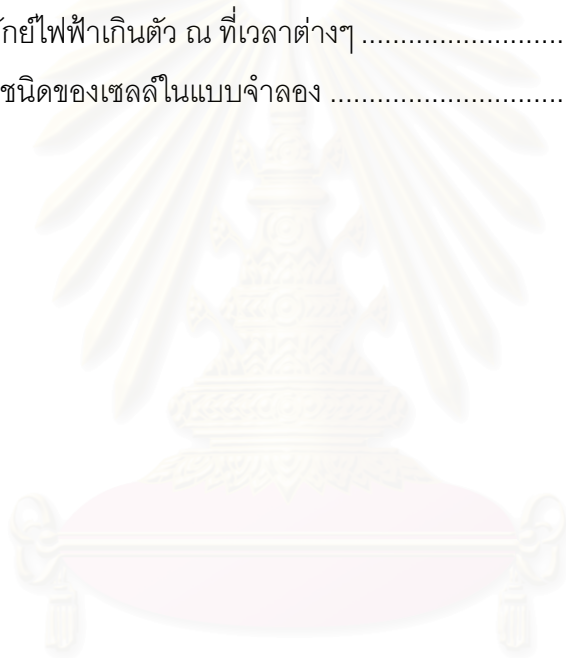 ักย์ไฟฟ้าเกินตัว ณ ที่เวลาต่างๆ ..........................
ชนิดของเซลล์ในแบบจำลอง ..............................